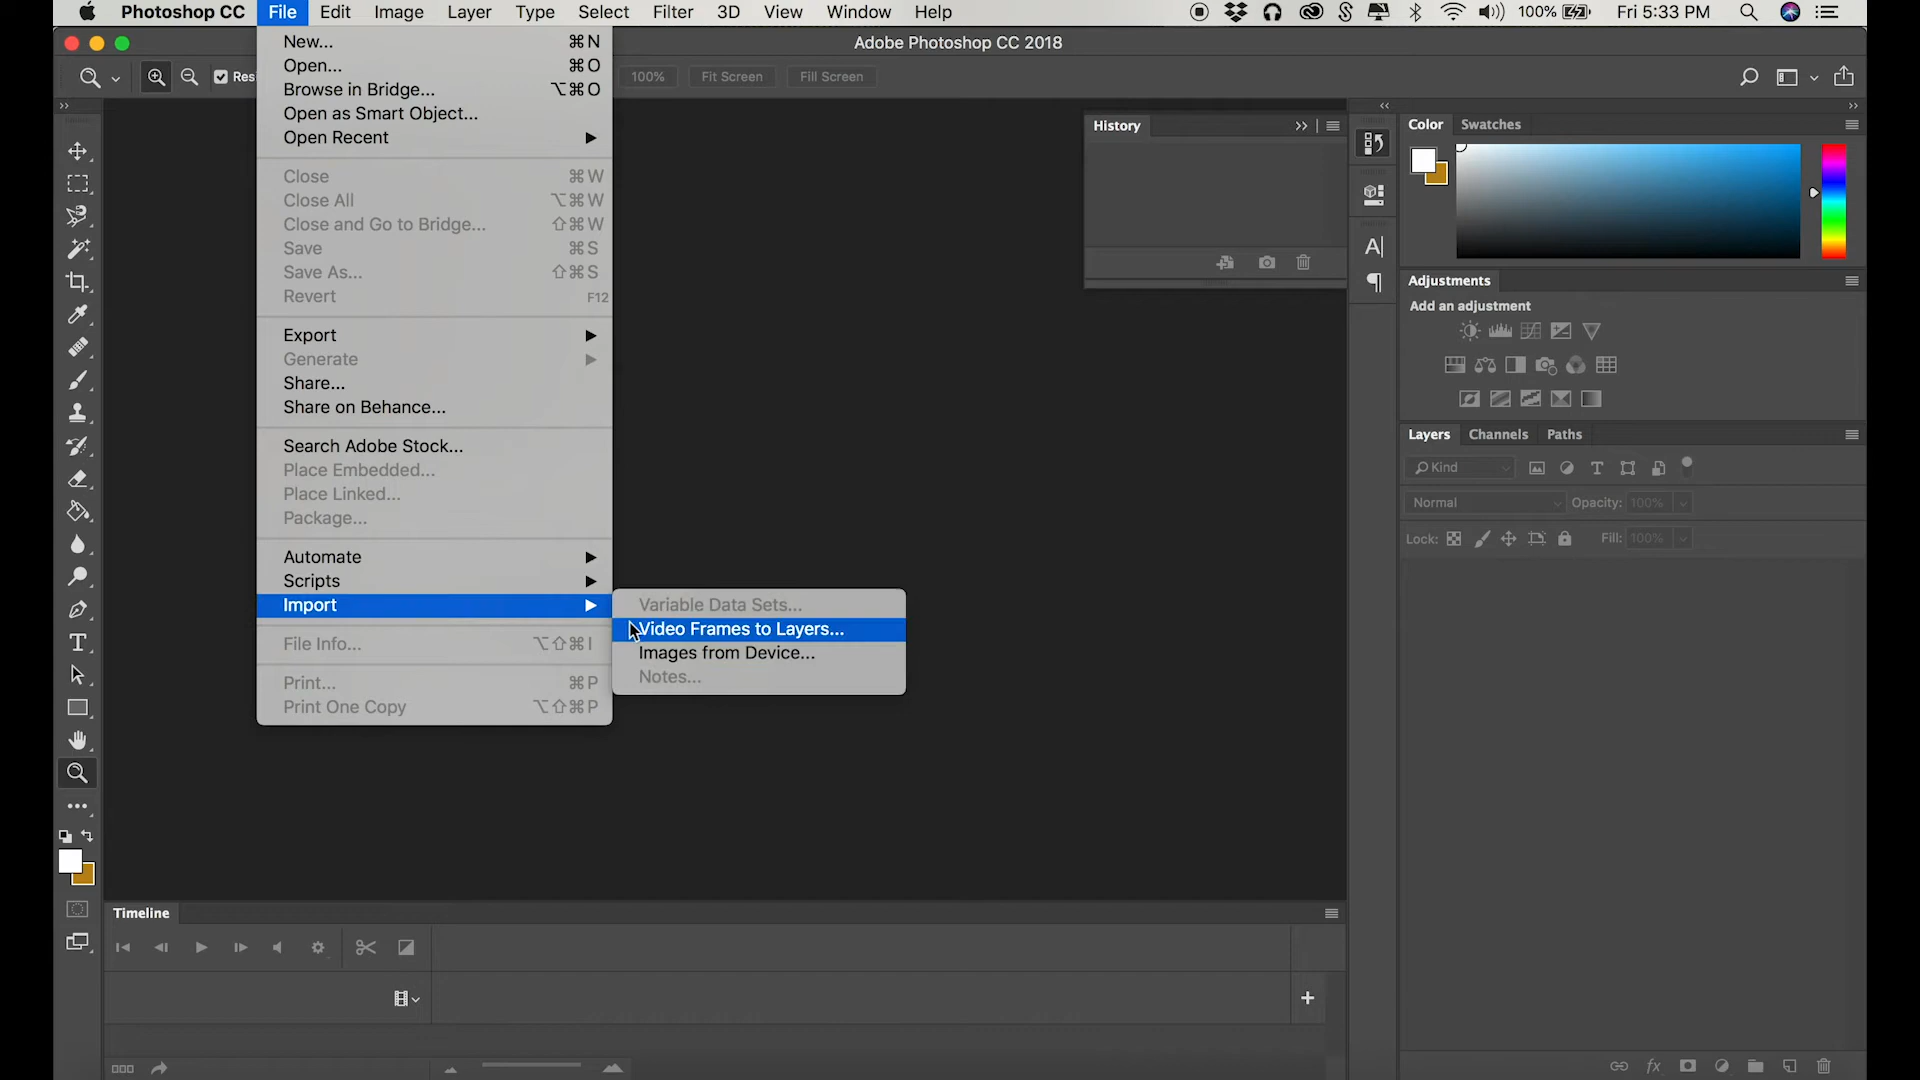 Photoshop CC File Edit Image Layer Type Select Filter 3D View Window Help 100% Fri 5:33 PM
Adobe Photoshop CC 2018
100% Fit Screen Fill Screen
New... ⌘N
Open... ⌘O
Browse in Bridge... ⌥⌘O
Open as Smart Object...
Open Recent
Close ⌘W
Close All ⌥⌘W
Close and Go to Bridge... ⇧⌘W
Save ⌘S
Save As... ⇧⌘S
Revert F12
Export
Generate
Share...
Share on Behance...
Search Adobe Stock...
Place Embedded...
Place Linked...
Package...
Automate
Scripts
Import
File Info... ⌥⇧⌘I
Print... ⌘P
Print One Copy ⌥⇧⌘P
Variable Data Sets...
Video Frames to Layers...
Images from Device...
Notes...
History
Color Swatches
Adjustments
Add an adjustment
Layers Channels Paths
Kind
Normal Opacity: 100%
Lock: Fill: 100%
Timeline